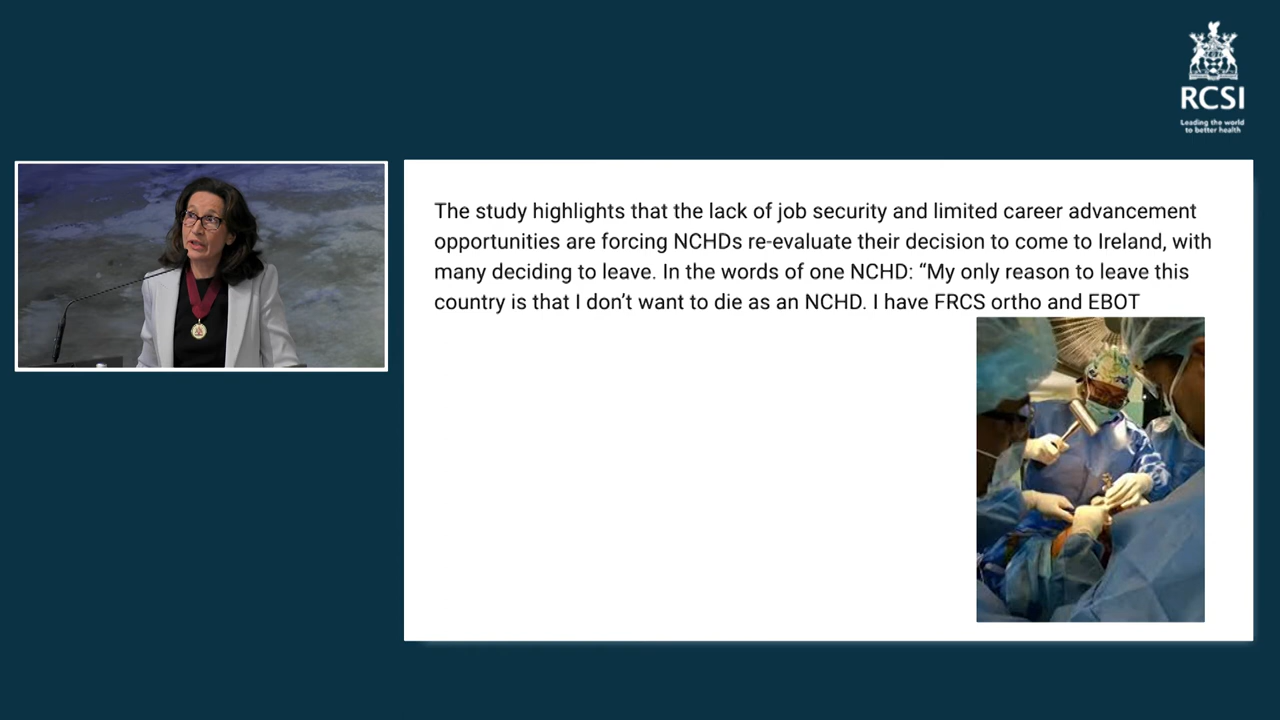 RCSI
Leading the world
to better health
The study highlights that the lack of job security and limited career advancement
opportunities are forcing NCHDs re-evaluate their decision to come to Ireland, with
many deciding to leave. In the words of one NCHD: “My only reason to leave this
country is that I don’t want to die as an NCHD. I have FRCS ortho and EBOT